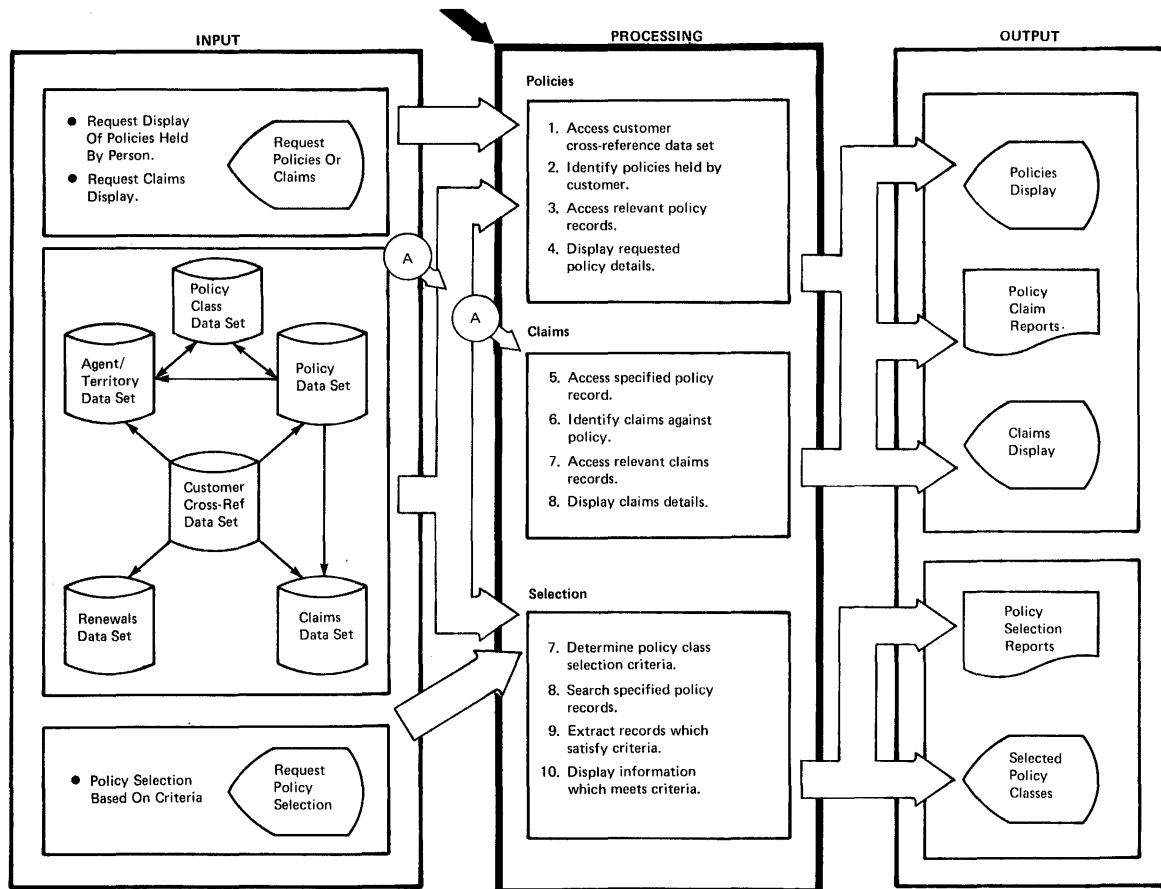 INPUT
PROCESSING
OUTPUT
● Request Display
Of Policies Held
By Person.
● Request Claims
Display.
Request
Policies Or
Claims
A
Policy
Class
Data Set
Agent/
Territory
Data Set
Policy
Data Set
Customer
Cross-Ref
Data Set
Renewals
Data Set
Claims
Data Set
● Policy Selection
Based On Criteria
Request
Policy
Selection
Policies
1. Access customer
cross-reference data set
2. Identify policies held by
customer.
3. Access relevant policy
records.
4. Display requested
policy details.
A
Claims
5. Access specified policy
record.
6. Identify claims against
policy.
7. Access relevant claims
records.
8. Display claims details.
Selection
7. Determine policy class
selection criteria.
8. Search specified policy
records.
9. Extract records which
satisfy criteria.
10. Display information
which meets criteria.
Policies
Display
Policy
Claim
Reports.
Claims
Display
Policy
Selection
Reports
Selected
Policy
Classes